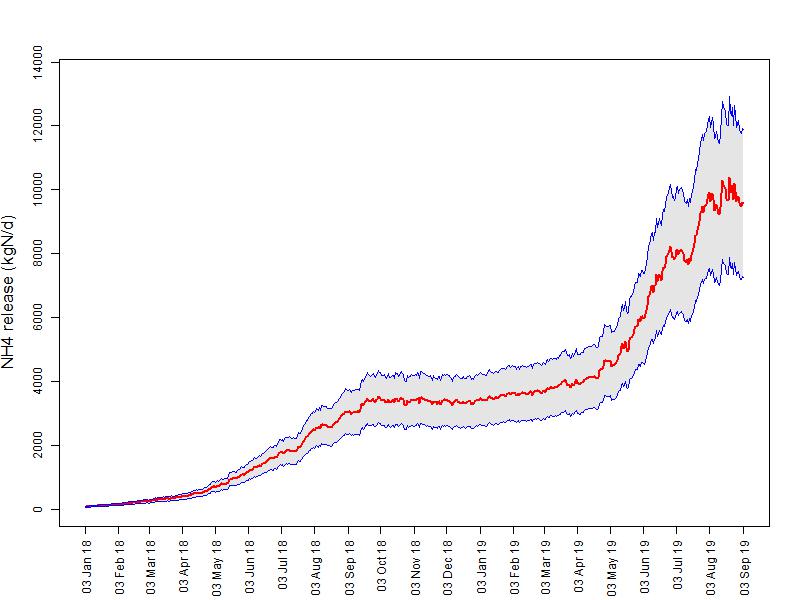 NH4 release (kgN/d)
14000
12000
10000
8000
6000
4000
2000
0
03 Jan 18
03 Feb 18
03 Mar 18
03 Apr 18
03 May 18
03 Jun 18
03 Jul 18
03 Aug 18
03 Sep 18
03 Oct 18
03 Nov 18
03 Dec 18
03 Jan 19
03 Feb 19
03 Mar 19
03 Apr 19
03 May 19
03 Jun 19
03 Jul 19
03 Aug 19
03 Sep 19